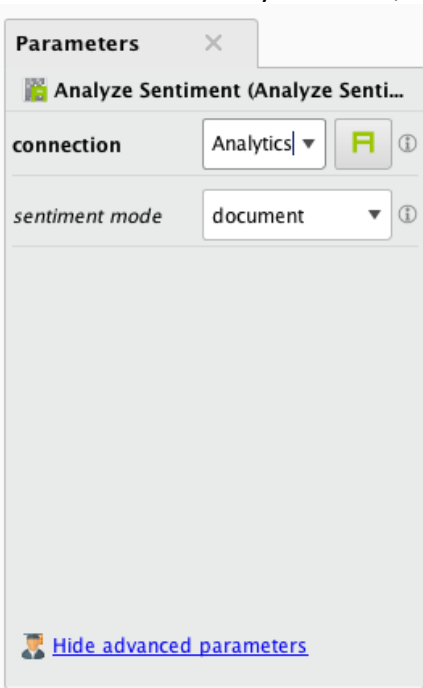 Parameters
Analyze Sentiment (Analyze Senti...
connection Analytics
sentiment mode document
Hide advanced parameters